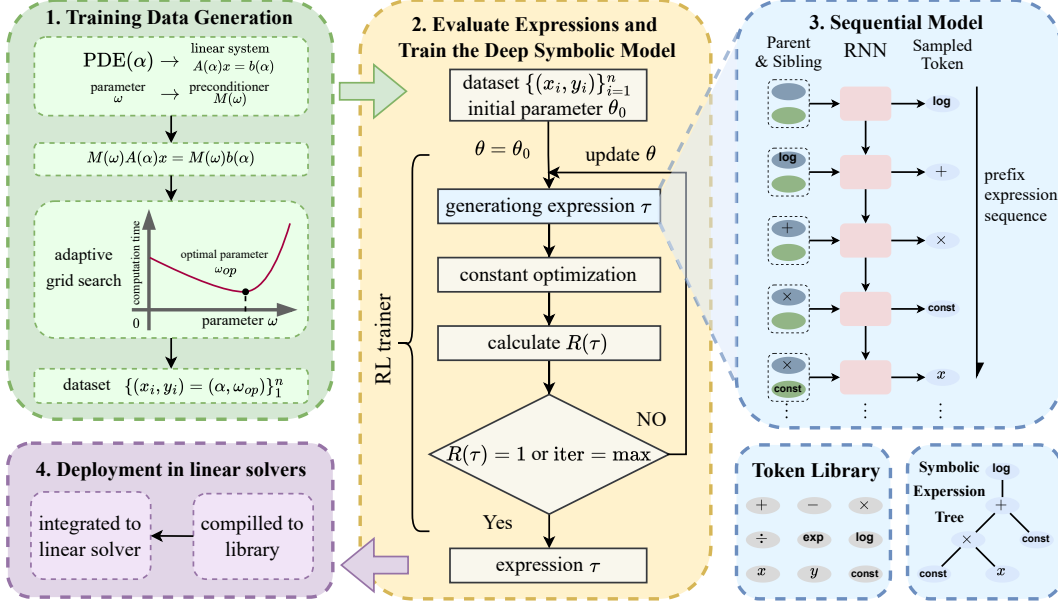 1. Training Data Generation
PDE(α) → linear system
A(α)x = b(α)
parameter ω → preconditioner M(ω)
M(ω)A(α)x = M(ω)b(α)
adaptive
grid search
computation time
optimal parameter
ω_{op}
0
parameter ω
dataset {(x_i, y_i) = (α, ω_{op})}_1^n
2. Evaluate Expressions and
Train the Deep Symbolic Model
dataset {(x_i, y_i)}_{i=1}^n
initial parameter θ_0
θ = θ_0
update θ
generationg expression τ
constant optimization
calculate R(τ)
RL trainer
NO
R(τ) = 1 or iter = max
Yes
expression τ
3. Sequential Model
Parent
& Sibling
RNN
Sampled
Token
log
log
+
+
×
×
const
×
const
x
prefix
expression
sequence
4. Deployment in linear solvers
integrated to
linear solver
compilled to
library
Token Library
+ − ×
÷ exp log
x y const
Symbolic
Experssion
Tree
log
+
×
const
const
x